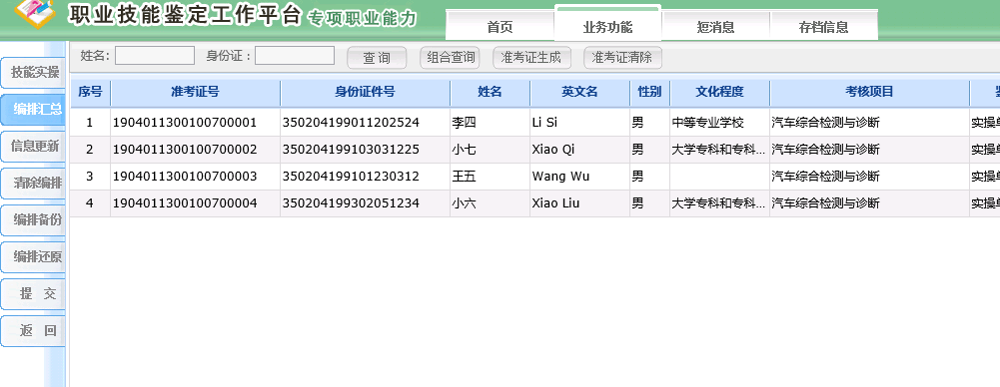 职业技能鉴定工作平台 专项职业能力
首页 业务功能 短消息 存档信息
姓名: 身份证: 查 询 组合查询 准考证生成 准考证清除
技能实操
编排汇总
信息更新
清除编排
编排备份
编排还原
提 交
返 回
序号 准考证号 身份证件号 姓名 英文名 性别 文化程度 考核项目
1 1904011300100700001 350204199011202524 李四 Li Si 男 中等专业学校 汽车综合检测与诊断 实操单
2 1904011300100700002 350204199103031225 小七 Xiao Qi 男 大学专科和专科... 汽车综合检测与诊断 实操单
3 1904011300100700003 350204199101230312 王五 Wang Wu 男 汽车综合检测与诊断 实操单
4 1904011300100700004 350204199302051234 小六 Xiao Liu 男 大学专科和专科... 汽车综合检测与诊断 实操单